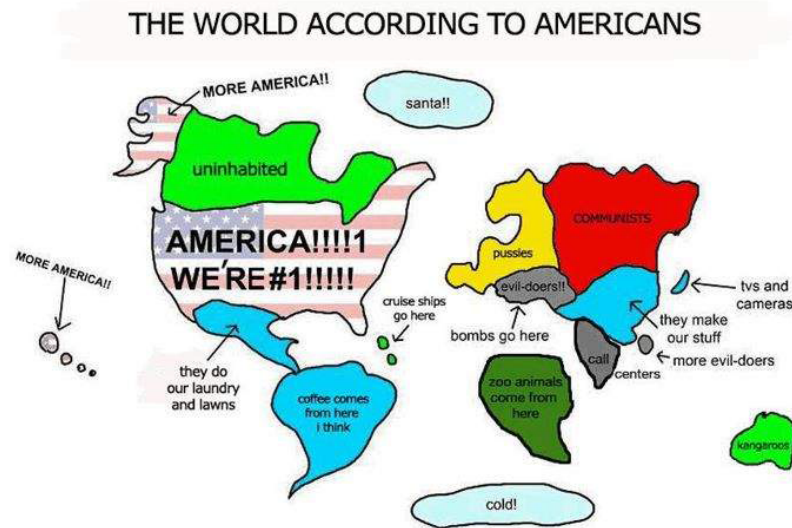 THE WORLD ACCORDING TO AMERICANS
MORE AMERICA!!
santa!!
uninhabited
AMERICA!!!!1
WE'RE #1!!!!!
MORE AMERICA!!
they do
our laundry
and lawns
cruise ships
go here
coffee comes
from here
i think
COMMUNISTS
pussies
evil-doers!!
bombs go here
tvs and
cameras
they make
our stuff
more evil-doers
call
centers
zoo animals
come from
here
kangaroos
cold!